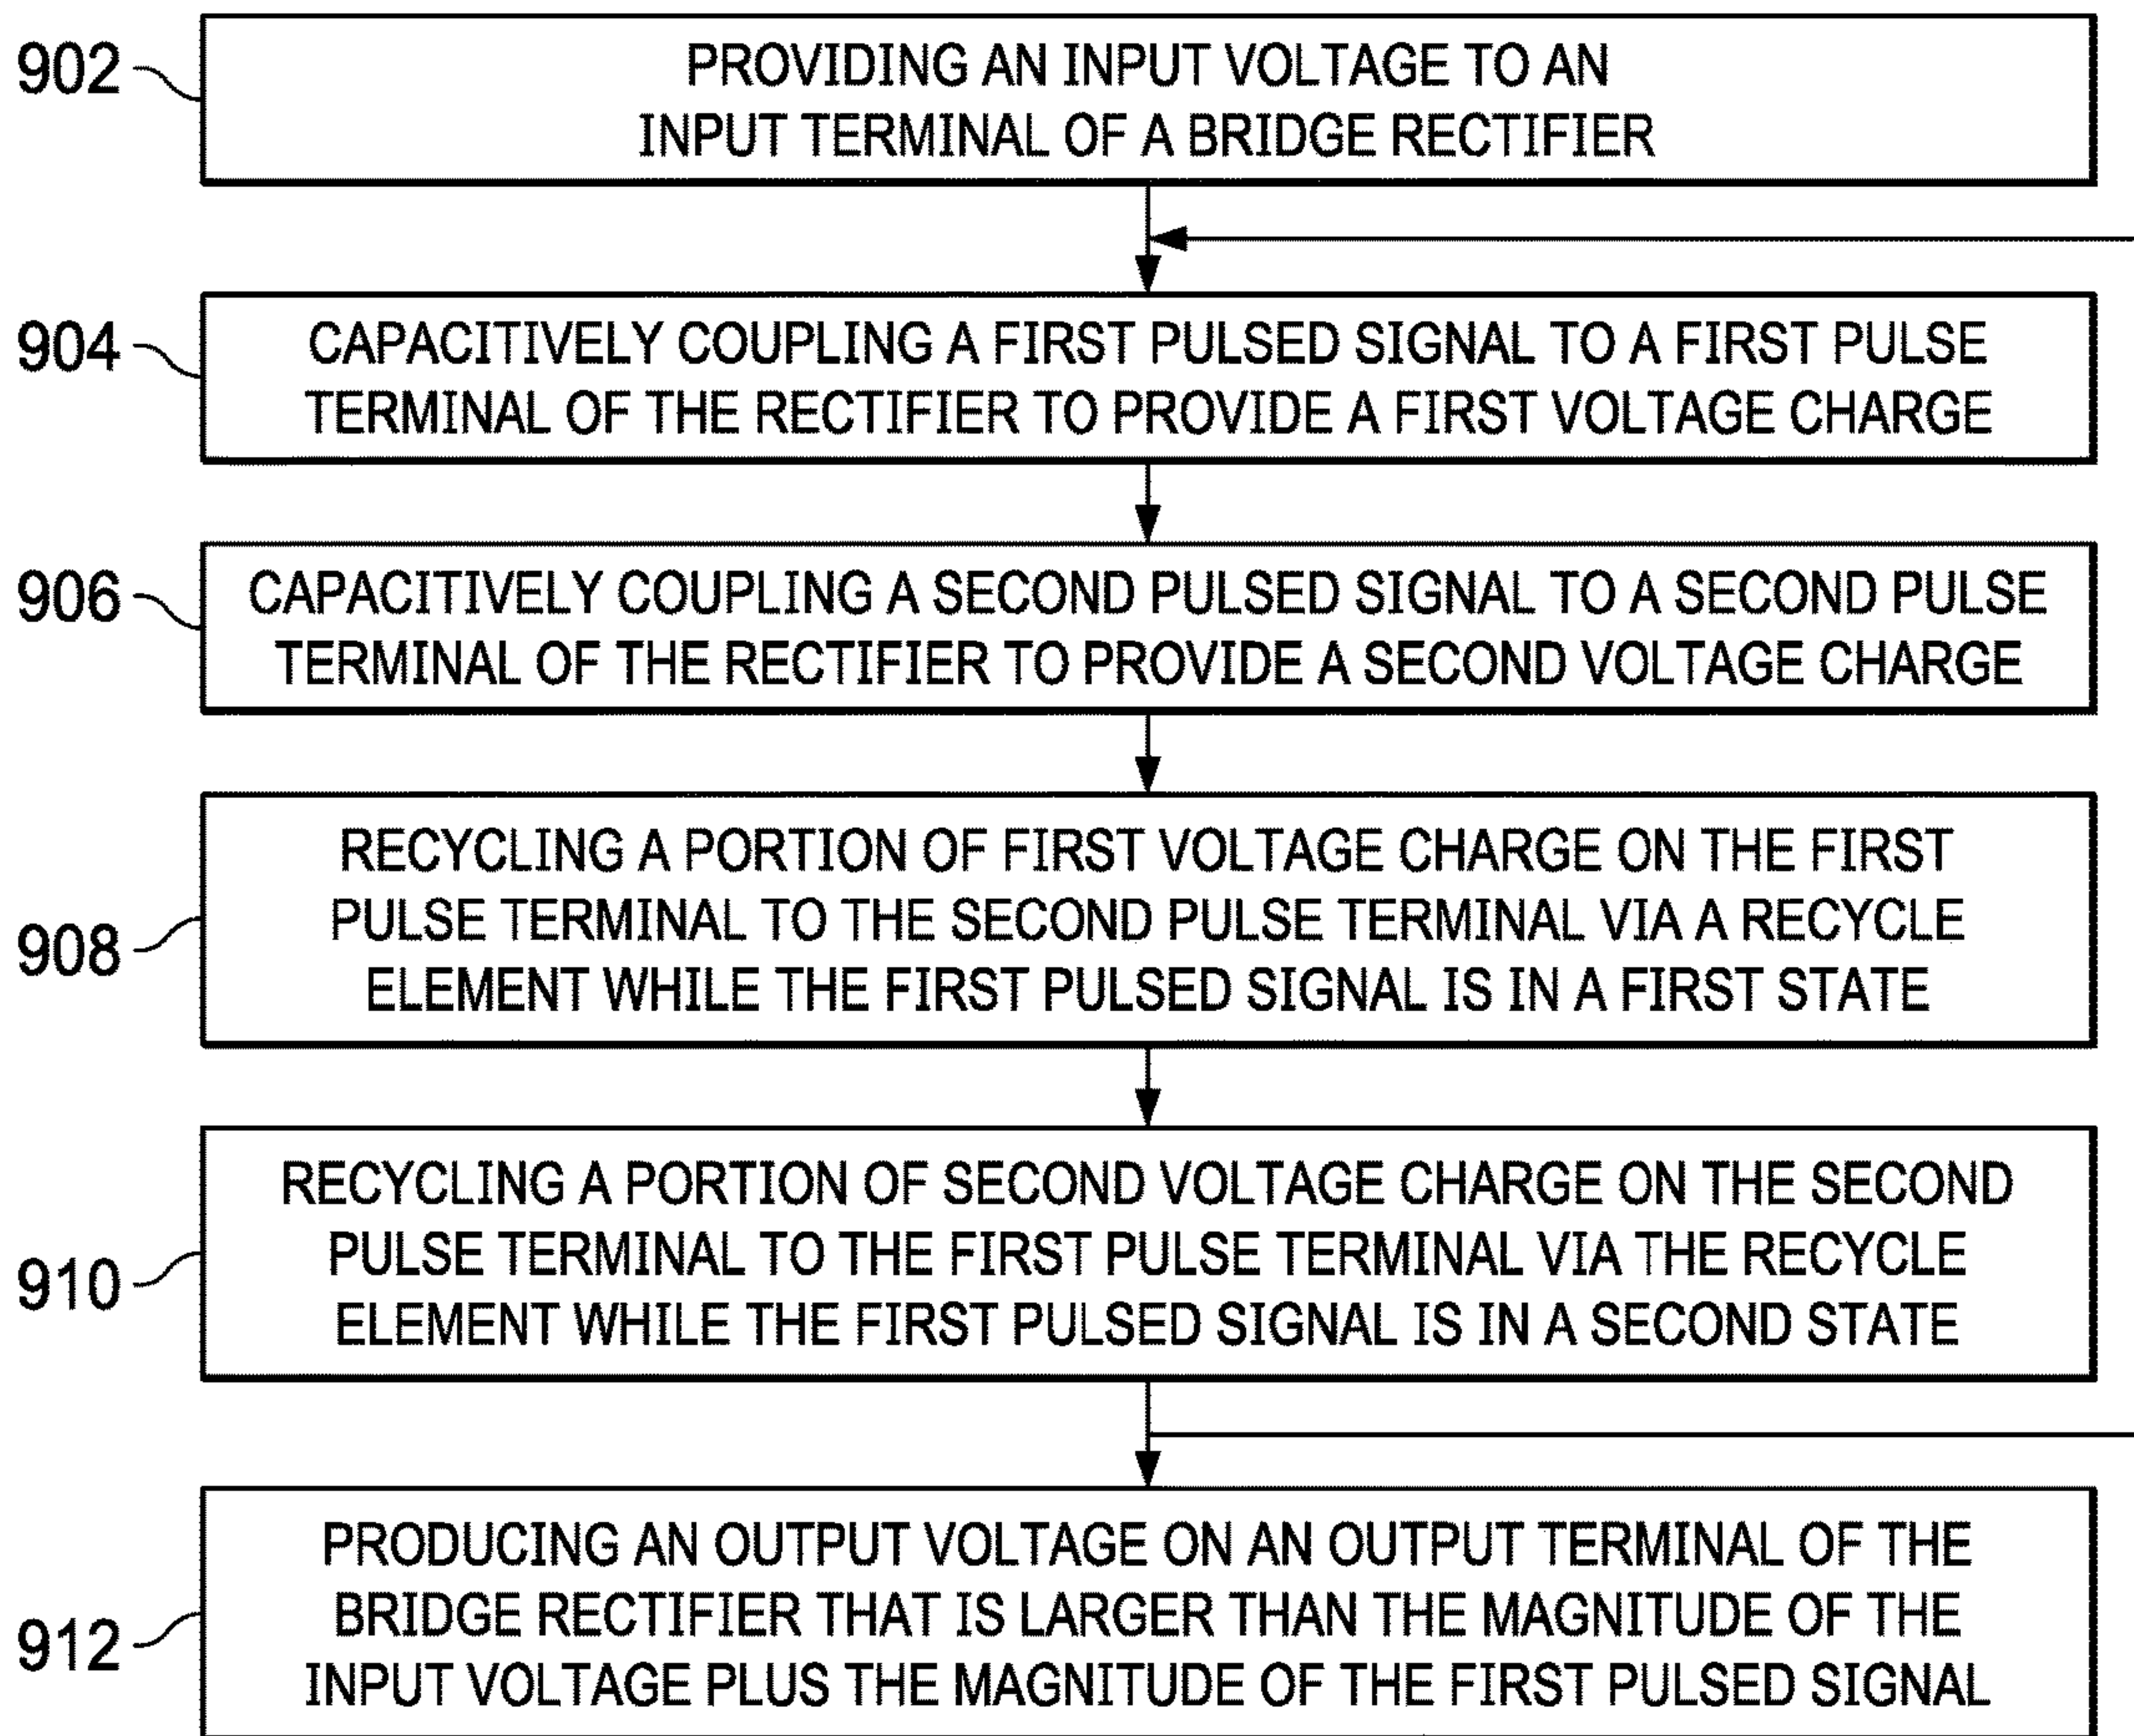 902
PROVIDING AN INPUT VOLTAGE TO AN
INPUT TERMINAL OF A BRIDGE RECTIFIER
904
CAPACITIVELY COUPLING A FIRST PULSED SIGNAL TO A FIRST PULSE
TERMINAL OF THE RECTIFIER TO PROVIDE A FIRST VOLTAGE CHARGE
906
CAPACITIVELY COUPLING A SECOND PULSED SIGNAL TO A SECOND PULSE
TERMINAL OF THE RECTIFIER TO PROVIDE A SECOND VOLTAGE CHARGE
908
RECYCLING A PORTION OF FIRST VOLTAGE CHARGE ON THE FIRST
PULSE TERMINAL TO THE SECOND PULSE TERMINAL VIA A RECYCLE
ELEMENT WHILE THE FIRST PULSED SIGNAL IS IN A FIRST STATE
910
RECYCLING A PORTION OF SECOND VOLTAGE CHARGE ON THE SECOND
PULSE TERMINAL TO THE FIRST PULSE TERMINAL VIA THE RECYCLE
ELEMENT WHILE THE FIRST PULSED SIGNAL IS IN A SECOND STATE
912
PRODUCING AN OUTPUT VOLTAGE ON AN OUTPUT TERMINAL OF THE
BRIDGE RECTIFIER THAT IS LARGER THAN THE MAGNITUDE OF THE
INPUT VOLTAGE PLUS THE MAGNITUDE OF THE FIRST PULSED SIGNAL